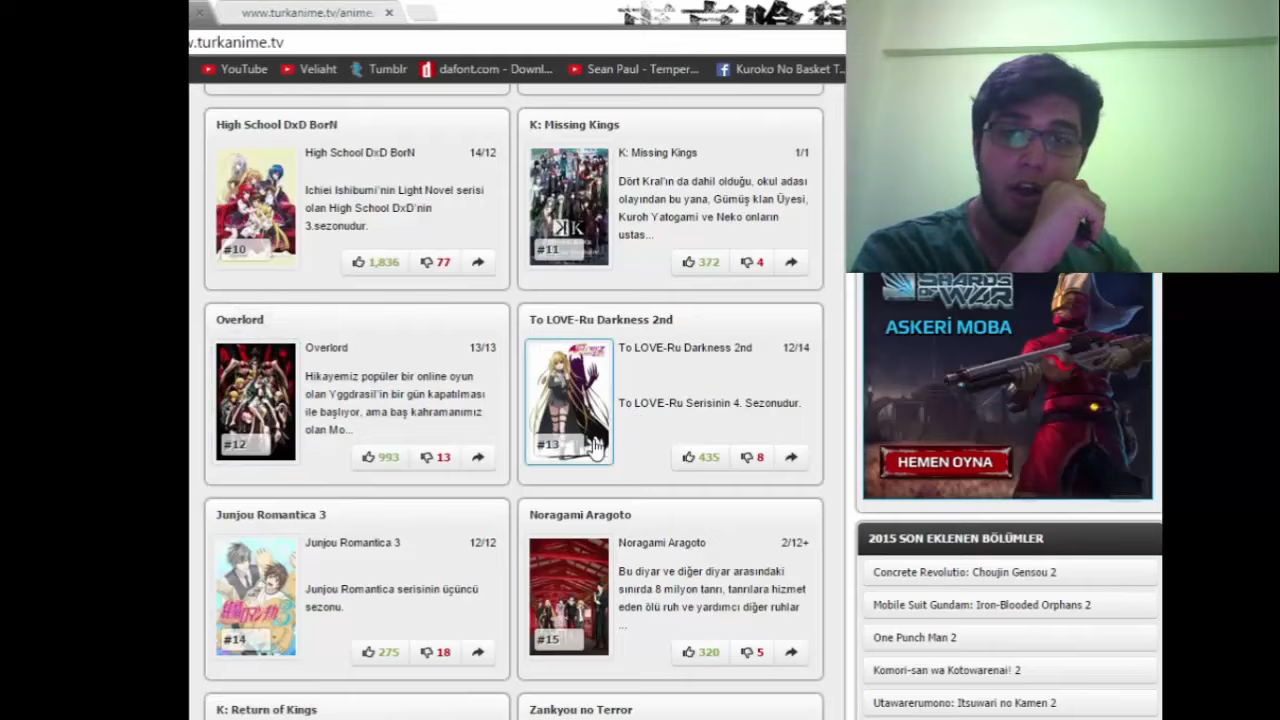 www.turkanime.tv/anime
w.turkanime.tv
YouTube
Veliaht
Tumblr
dafont.com - Downl...
Sean Paul - Temper...
Kuroko No Basket T...
High School DxD BorN
High School DxD BorN 14/12
Ichiei Ishibumi'nin Light Novel serisi
olan High School DxD'nin
3.sezonudur.
#10
1,836 77
K: Missing Kings
K: Missing Kings 1/1
Dört Kral'ın da dahil olduğu, okul adası
olayından bu yana, Gümüş klan Üyesi,
Kuroh Yatogami ve Neko onların
ustas...
K
#11
372 4
Overlord
Overlord 13/13
Hikayemiz popüler bir online oyun
olan Yggdrasil'in bir gün kapatılması
ile başlıyor, ama baş kahramanımız
olan Mo...
#12
993 13
To LOVE-Ru Darkness 2nd
To LOVE-Ru Darkness 2nd 12/14
To LOVE-Ru Serisinin 4. Sezonudur.
#13
435 8
Junjou Romantica 3
Junjou Romantica 3 12/12
Junjou Romantica serisinin üçüncü
sezonu.
#14
275 18
Noragami Aragoto
Noragami Aragoto 2/12+
Bu diyar ve diğer diyar arasındaki
sınırda 8 milyon tanrı, tanrılara hizmet
eden ölü ruh ve yardımcı diğer ruhlar
...
#15
320 5
K: Return of Kings
Zankyou no Terror
SHARDS
OF WAR
ASKERİ MOBA
HEMEN OYNA
2015 SON EKLENEN BÖLÜMLER
Concrete Revolutio: Choujin Gensou 2
Mobile Suit Gundam: Iron-Blooded Orphans 2
One Punch Man 2
Komori-san wa Kotowarenai! 2
Utawarerumono: Itsuwari no Kamen 2